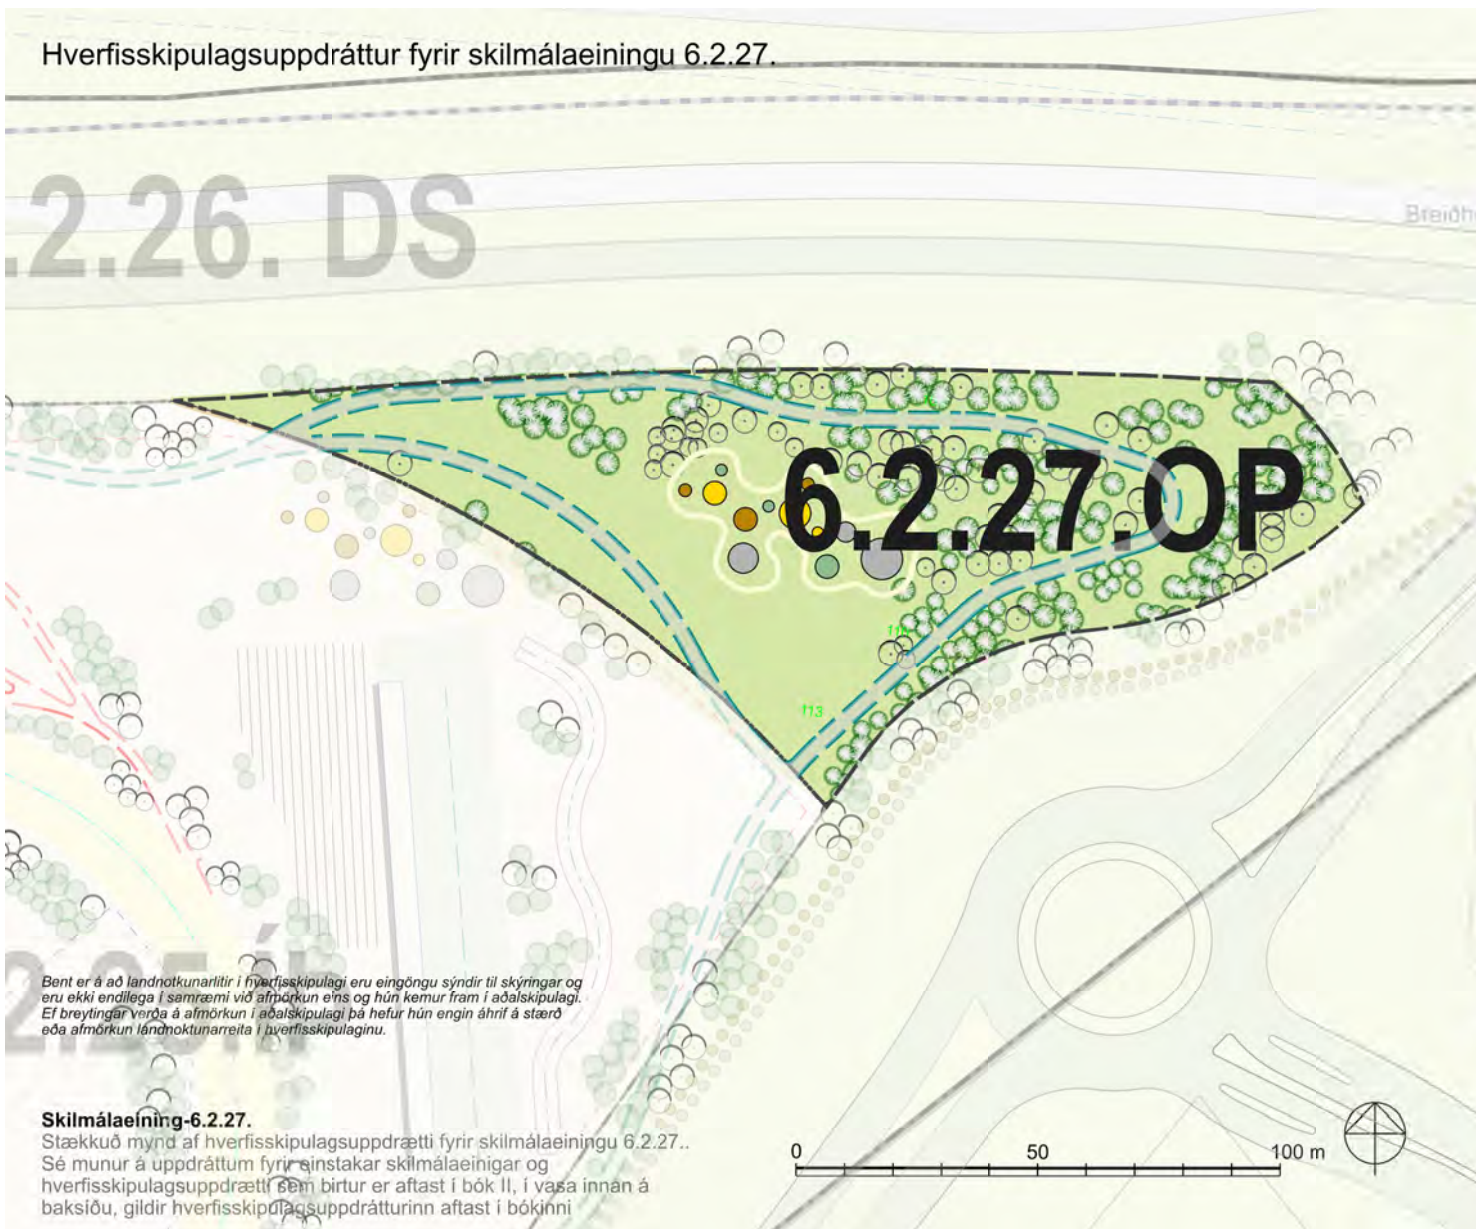 Hverfisskipulagsuppdráttur fyrir skilmálaeiningu 6.2.27.
.2.26. DS
Breiðh
6.2.27.OP
f13
2.25.Í
Bent er á að landnotkunarlitir í hverfisskipulagi eru eingöngu sýndir til skýringar og
eru ekki endilega í samræmi við afmörkun eins og hún kemur fram í aðalskipulagi.
Ef breytingar verða á afmörkun í aðalskipulagi þá hefur hún engin áhrif á stærð
eða afmörkun landnoktunarreita í hverfisskipulaginu.
Skilmálaeining-6.2.27.
Stækkuð mynd af hverfisskipulagsuppdrætti fyrir skilmálaeiningu 6.2.27..
Sé munur á uppdráttum fyrir einstakar skilmálaeinigar og
hverfisskipulagsuppdrætti sem birtur er aftast í bók II, í vasa innan á
baksíðu, gildir hverfisskipulagsuppdrátturinn aftast í bókinni
0 50 100 m